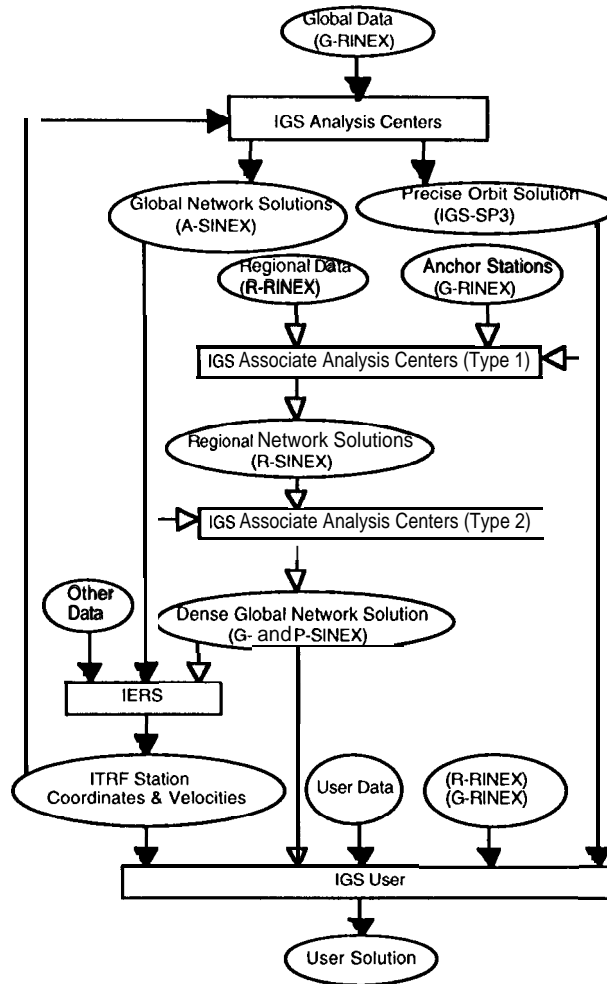 Global Data
(G-RINEX)
IGS Analysis Centers
Global Network Solutions
(A-SINEX)
Precise Orbit Solution
(IGS-SP3)
Regional Data
(R-RINEX)
Anchor Stations
(G-RINEX)
IGS Associate Analysis Centers (Type 1)
Regional Network Solutions
(R-SINEX)
IGS Associate Analysis Centers (Type 2)
Other
Data
Dense Global Network Solution
(G- and P-SINEX)
IERS
ITRF Station
Coordinates & Velocities
User Data
(R-RINEX)
(G-RINEX)
IGS User
User Solution